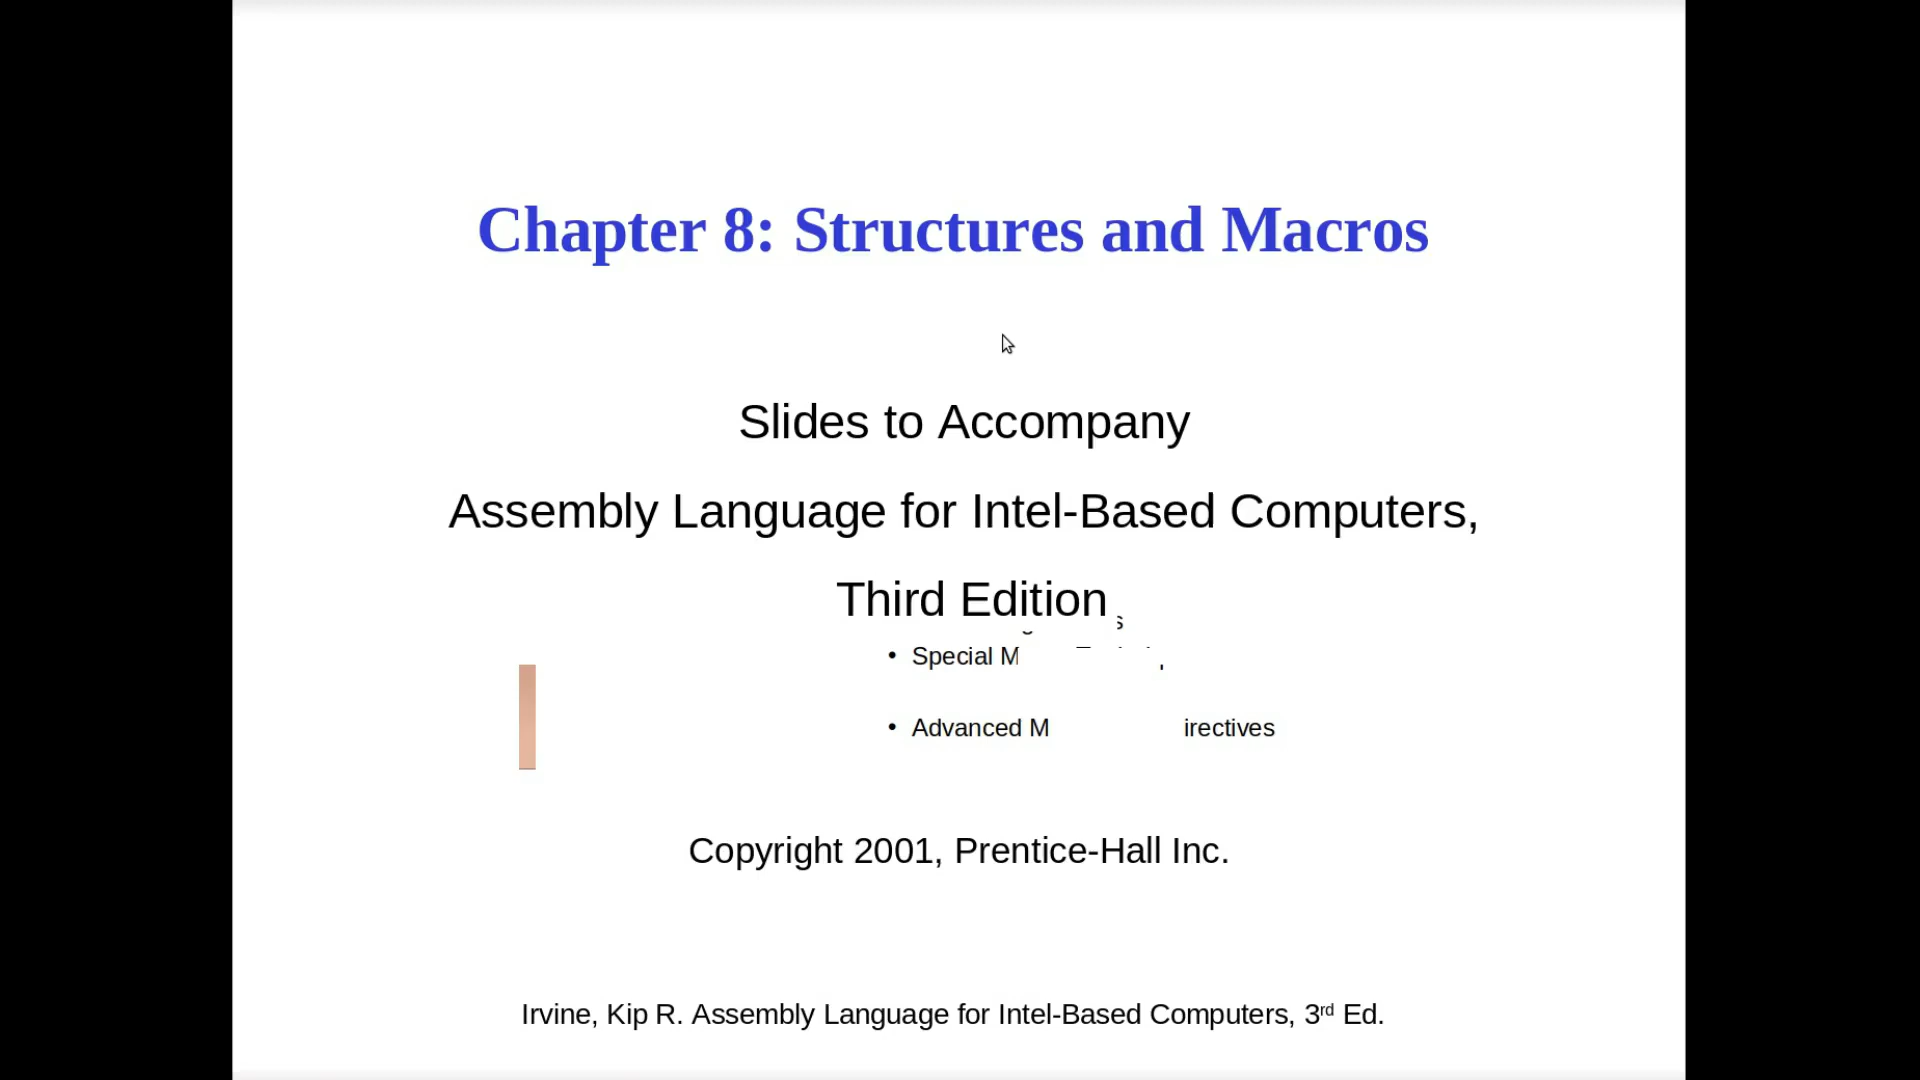 Chapter 8: Structures and Macros
Slides to Accompany
Assembly Language for Intel-Based Computers,
Third Edition
• Special M
• Advanced M irectives
Copyright 2001, Prentice-Hall Inc.
Irvine, Kip R. Assembly Language for Intel-Based Computers, 3rd Ed.